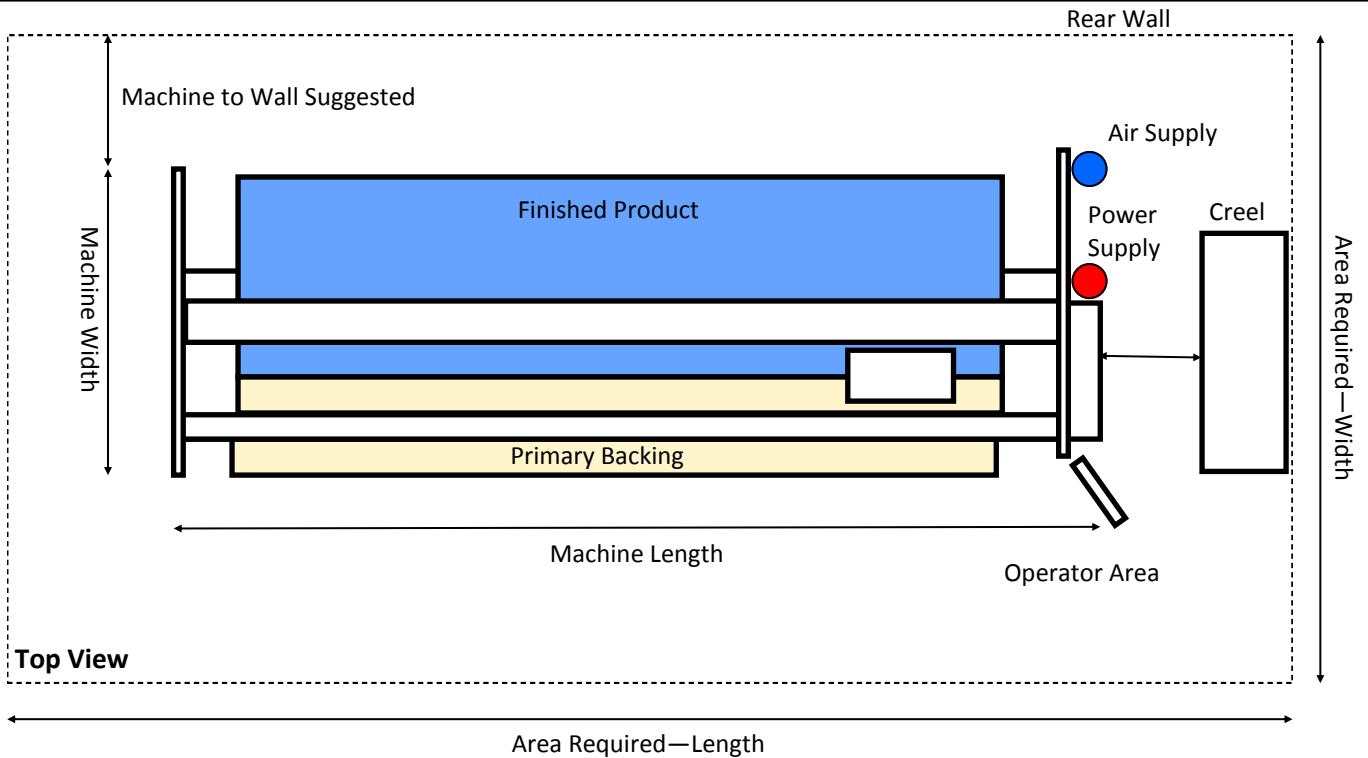 Rear Wall
Machine to Wall Suggested
Air Supply
Finished Product
Power
Supply
Creel
Machine Width
Area Required—Width
Primary Backing
Machine Length
Operator Area
Top View
Area Required—Length